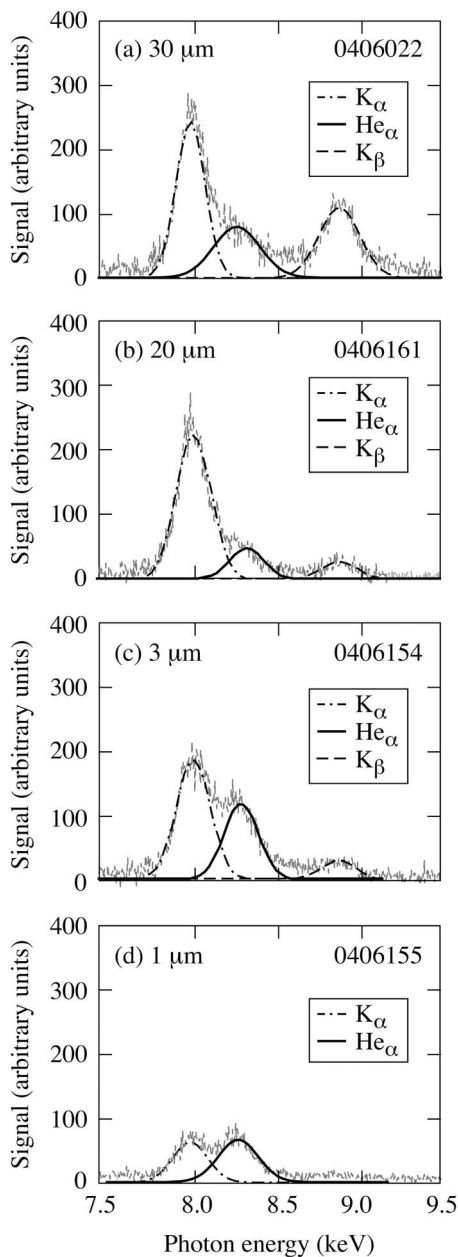 400
(a) 30 μm 0406022
300
200
100
0
Signal (arbitrary units)
Kα
Heα
Kβ
400
(b) 20 μm 0406161
300
200
100
0
Signal (arbitrary units)
Kα
Heα
Kβ
400
(c) 3 μm 0406154
300
200
100
0
Signal (arbitrary units)
Kα
Heα
Kβ
400
(d) 1 μm 0406155
300
200
100
0
Signal (arbitrary units)
Kα
Heα
7.5 8.0 8.5 9.0 9.5
Photon energy (keV)